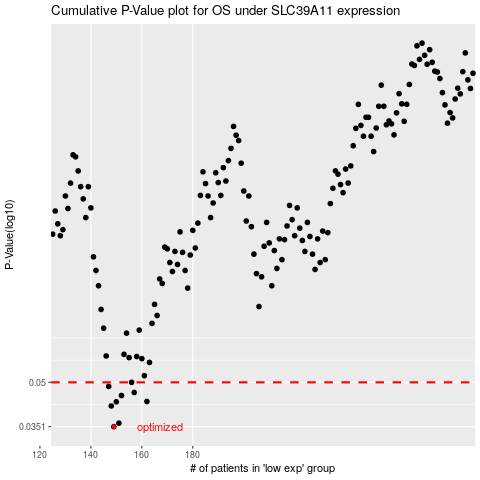 Cumulative P-Value plot for OS under SLC39A11 expression
P-Value(log10)
0.05
0.0351
optimized
120 140 160 180
# of patients in 'low exp' group